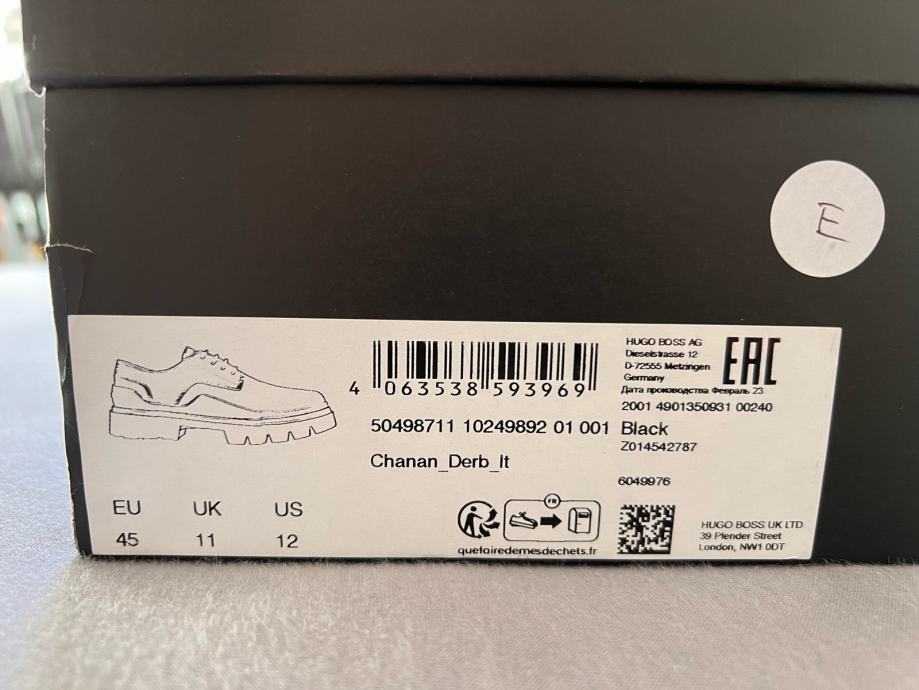 E
HUGO BOSS AG
Dieselstrasse 12
D-72555 Metzingen
Germany
Дата производства Февраль 23
EAC
4 063538 593969
2001 4901350931 00240
50498711 10249892 01 001 Black
Z014542787
Chanan_Derb_lt
6049976
EU UK US
45 11 12
FR
quefairedemesdechets.fr
HUGO BOSS UK LTD
39 Plender Street
London, NW1 0DT